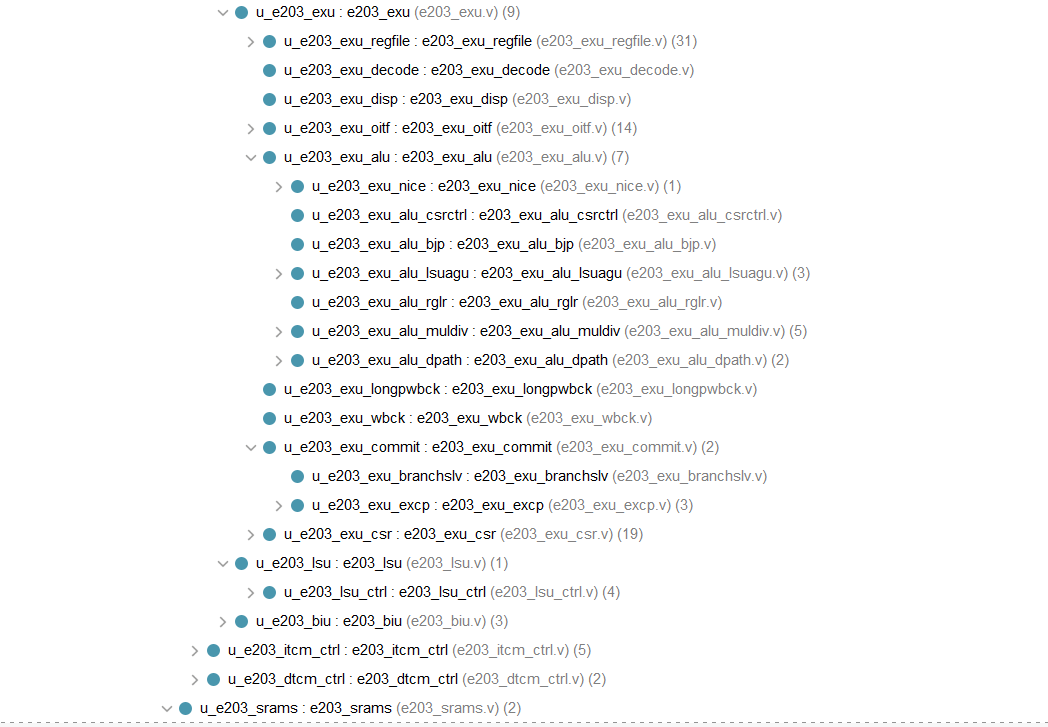 u_e203_exu : e203_exu (e203_exu.v) (9)
u_e203_exu_regfile : e203_exu_regfile (e203_exu_regfile.v) (31)
u_e203_exu_decode : e203_exu_decode (e203_exu_decode.v)
u_e203_exu_disp : e203_exu_disp (e203_exu_disp.v)
u_e203_exu_oitf : e203_exu_oitf (e203_exu_oitf.v) (14)
u_e203_exu_alu : e203_exu_alu (e203_exu_alu.v) (7)
u_e203_exu_nice : e203_exu_nice (e203_exu_nice.v) (1)
u_e203_exu_alu_csrctrl : e203_exu_alu_csrctrl (e203_exu_alu_csrctrl.v)
u_e203_exu_alu_bjp : e203_exu_alu_bjp (e203_exu_alu_bjp.v)
u_e203_exu_alu_lsuagu : e203_exu_alu_lsuagu (e203_exu_alu_lsuagu.v) (3)
u_e203_exu_alu_rglr : e203_exu_alu_rglr (e203_exu_alu_rglr.v)
u_e203_exu_alu_muldiv : e203_exu_alu_muldiv (e203_exu_alu_muldiv.v) (5)
u_e203_exu_alu_dpath : e203_exu_alu_dpath (e203_exu_alu_dpath.v) (2)
u_e203_exu_longpwbck : e203_exu_longpwbck (e203_exu_longpwbck.v)
u_e203_exu_wbck : e203_exu_wbck (e203_exu_wbck.v)
u_e203_exu_commit : e203_exu_commit (e203_exu_commit.v) (2)
u_e203_exu_branchslv : e203_exu_branchslv (e203_exu_branchslv.v)
u_e203_exu_excp : e203_exu_excp (e203_exu_excp.v) (3)
u_e203_exu_csr : e203_exu_csr (e203_exu_csr.v) (19)
u_e203_lsu : e203_lsu (e203_lsu.v) (1)
u_e203_lsu_ctrl : e203_lsu_ctrl (e203_lsu_ctrl.v) (4)
u_e203_biu : e203_biu (e203_biu.v) (3)
u_e203_itcm_ctrl : e203_itcm_ctrl (e203_itcm_ctrl.v) (5)
u_e203_dtcm_ctrl : e203_dtcm_ctrl (e203_dtcm_ctrl.v) (2)
u_e203_srams : e203_srams (e203_srams.v) (2)